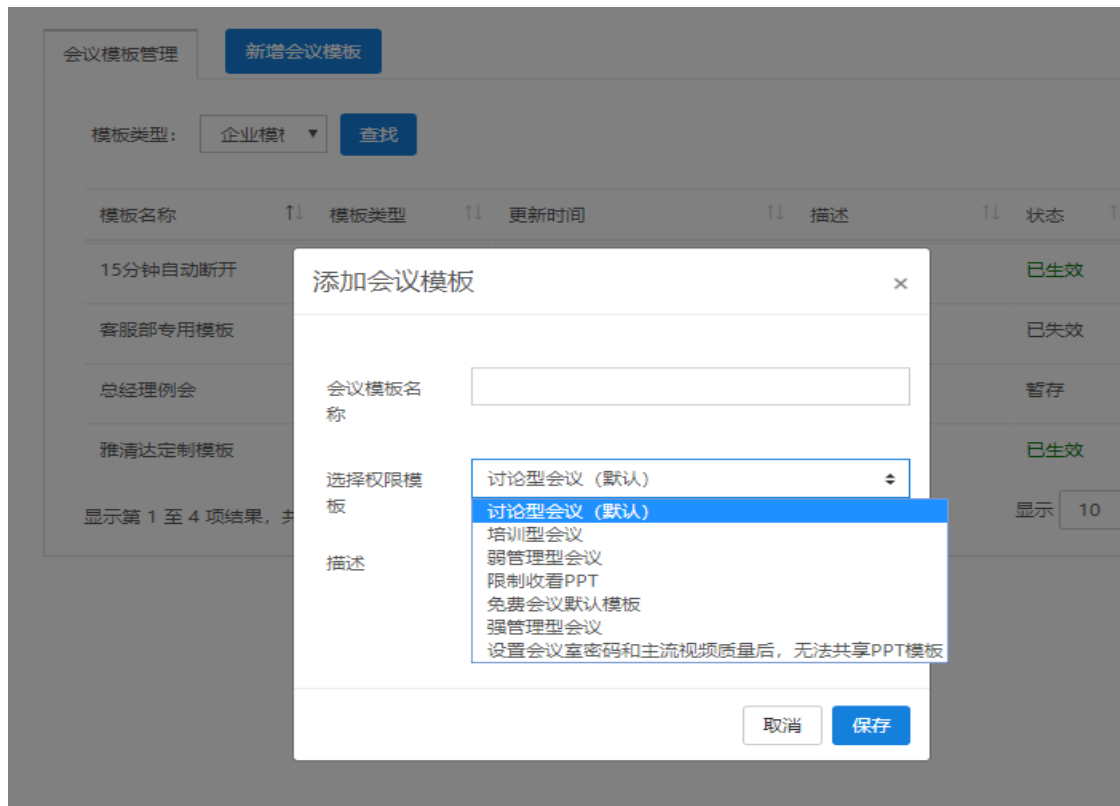 会议模板管理
新增会议模板
模板类型：
企业模
查找
模板名称
模板类型
更新时间
描述
状态
15分钟自动断开
已生效
客服部专用模板
已失效
总经理例会
暂存
雅清达定制模板
已生效
显示第 1 至 4 项结果，共
显示 10
添加会议模板
×
会议模板名
称
选择权限模
板
讨论型会议（默认）
讨论型会议（默认）
培训型会议
弱管理型会议
限制收看PPT
免费会议默认模板
强管理型会议
设置会议室密码和主流视频质量后，无法共享PPT模板
描述
取消
保存